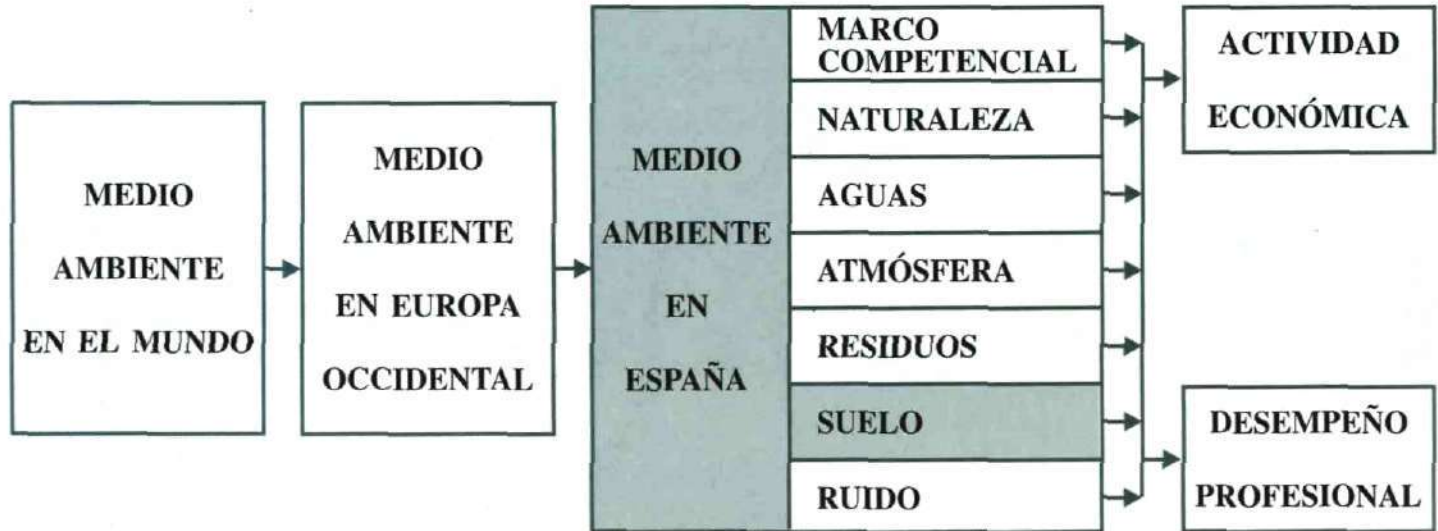 MEDIO
AMBIENTE
EN EL MUNDO
MEDIO
AMBIENTE
EN EUROPA
OCCIDENTAL
MEDIO
AMBIENTE
EN
ESPAÑA
MARCO
COMPETENCIAL
NATURALEZA
AGUAS
ATMÓSFERA
RESIDUOS
SUELO
RUIDO
ACTIVIDAD
ECONÓMICA
DESEMPEÑO
PROFESIONAL